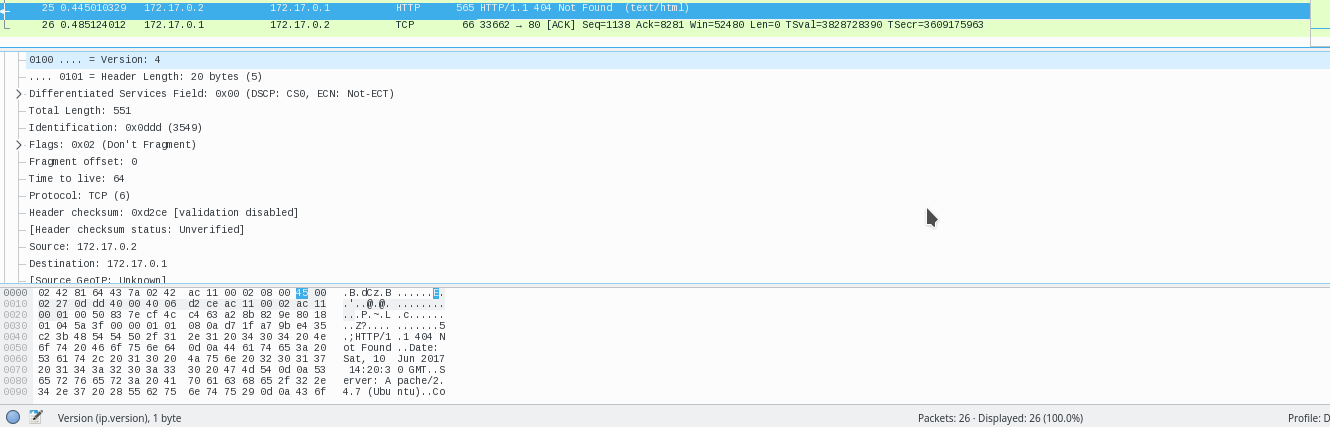 25 0.445010329 172.17.0.2 172.17.0.1 HTTP 565 HTTP/1.1 404 Not Found (text/html)
26 0.485124012 172.17.0.1 172.17.0.2 TCP 66 33662 → 80 [ACK] Seq=1138 Ack=8281 Win=52480 Len=0 TSval=3828728390 TSecr=3609175963
0100 .... = Version: 4
.... 0101 = Header Length: 20 bytes (5)
Differentiated Services Field: 0x00 (DSCP: CS0, ECN: Not-ECT)
Total Length: 551
Identification: 0x0ddd (3549)
Flags: 0x02 (Don't Fragment)
Fragment offset: 0
Time to live: 64
Protocol: TCP (6)
Header checksum: 0xd2ce [validation disabled]
[Header checksum status: Unverified]
Source: 172.17.0.2
Destination: 172.17.0.1
[Source GeoIP: Unknown]
0000 02 42 81 64 43 7a 02 42 ac 11 00 02 08 00 45 00 .B.dCz.B ......E.
0010 02 27 0d dd 40 00 40 06 d2 ce ac 11 00 02 ac 11 .'..@.@. ........
0020 00 01 00 50 83 7e cf 4c c4 63 a2 8b 82 9e 80 18 ...P.~.L .c......
0030 01 04 5a 3f 00 00 01 01 08 0a d7 1f a7 9b e4 35 ..Z?.... .......5
0040 c2 3b 48 54 54 50 2f 31 2e 31 20 34 30 34 20 4e .;HTTP/1 .1 404 N
0050 6f 74 20 46 6f 75 6e 64 0d 0a 44 61 74 65 3a 20 ot Found ..Date:
0060 53 61 74 2c 20 31 30 20 4a 75 6e 20 32 30 31 37 Sat, 10 Jun 2017
0070 20 31 34 3a 32 30 3a 33 30 20 47 4d 54 0d 0a 53 14:20:3 0 GMT..S
0080 65 72 76 65 72 3a 20 41 70 61 63 68 65 2f 32 2e erver: A pache/2.
0090 34 2e 37 20 28 55 62 75 6e 74 75 29 0d 0a 43 6f 4.7 (Ubu ntu)..Co
Version (ip.version), 1 byte Packets: 26 · Displayed: 26 (100.0%) Profile: D